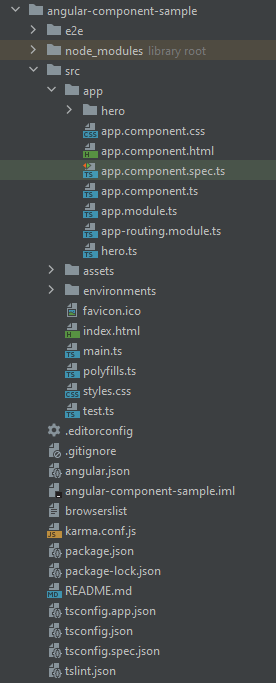 angular-component-sample
e2e
node_modules library root
src
app
hero
app.component.css
app.component.html
app.component.spec.ts
app.component.ts
app.module.ts
app-routing.module.ts
hero.ts
assets
environments
favicon.ico
index.html
main.ts
polyfills.ts
styles.css
test.ts
.editorconfig
.gitignore
angular.json
angular-component-sample.iml
browserslist
karma.conf.js
package.json
package-lock.json
README.md
tsconfig.app.json
tsconfig.json
tsconfig.spec.json
tslint.json